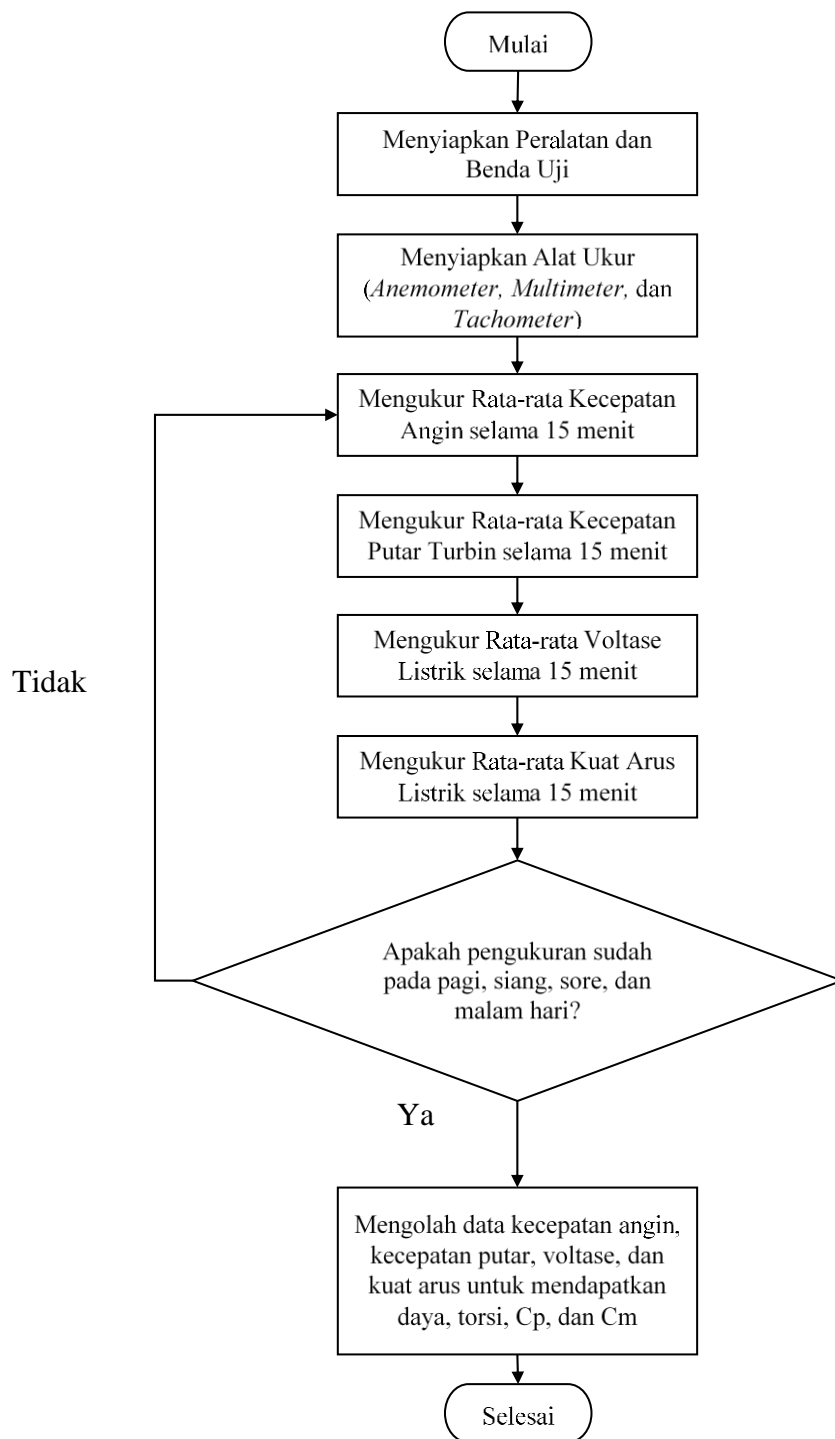 Mulai
Menyiapkan Peralatan dan
Benda Uji
Menyiapkan Alat Ukur
(Anemometer, Multimeter, dan
Tachometer)
Mengukur Rata-rata Kecepatan
Angin selama 15 menit
Mengukur Rata-rata Kecepatan
Putar Turbin selama 15 menit
Mengukur Rata-rata Voltase
Listrik selama 15 menit
Tidak
Mengukur Rata-rata Kuat Arus
Listrik selama 15 menit
Apakah pengukuran sudah
pada pagi, siang, sore, dan
malam hari?
Ya
Mengolah data kecepatan angin,
kecepatan putar, voltase, dan
kuat arus untuk mendapatkan
daya, torsi, Cp, dan Cm
Selesai